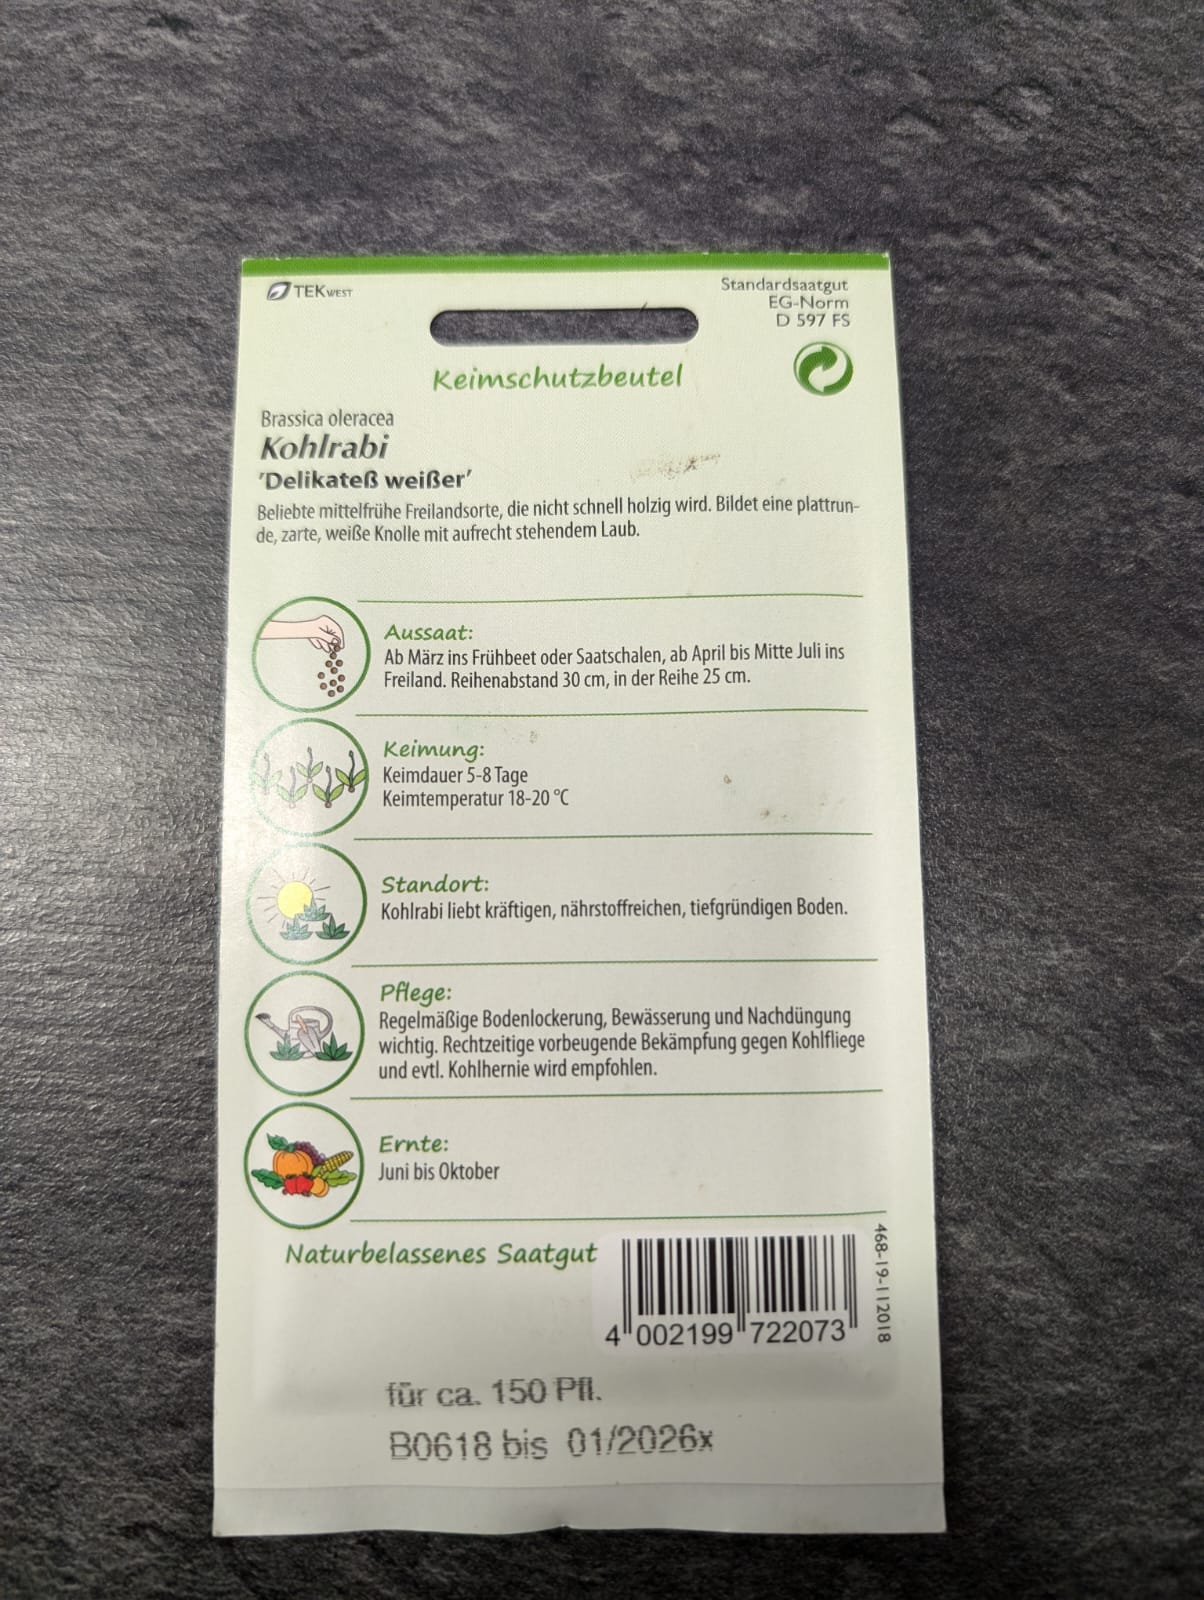 TEKWEST
Standardsaatgut
EG-Norm
D 597 FS
Keimschutzbeutel
Brassica oleracea
Kohlrabi
'Delikateß weißer'
Beliebte mittelfrühe Freilandsorte, die nicht schnell holzig wird. Bildet eine plattrun-
de, zarte, weiße Knolle mit aufrecht stehendem Laub.
Aussaat:
Ab März ins Frühbeet oder Saatschalen, ab April bis Mitte Juli ins
Freiland. Reihenabstand 30 cm, in der Reihe 25 cm.
Keimung:
Keimdauer 5-8 Tage
Keimtemperatur 18-20 °C
Standort:
Kohlrabi liebt kräftigen, nährstoffreichen, tiefgründigen Boden.
Pflege:
Regelmäßige Bodenlockerung, Bewässerung und Nachdüngung
wichtig. Rechtzeitige vorbeugende Bekämpfung gegen Kohlfliege
und evtl. Kohlhernie wird empfohlen.
Ernte:
Juni bis Oktober
Naturbelassenes Saatgut
4 002199 722073
468-19-112018
für ca. 150 Pfl.
B0618 bis 01/2026x